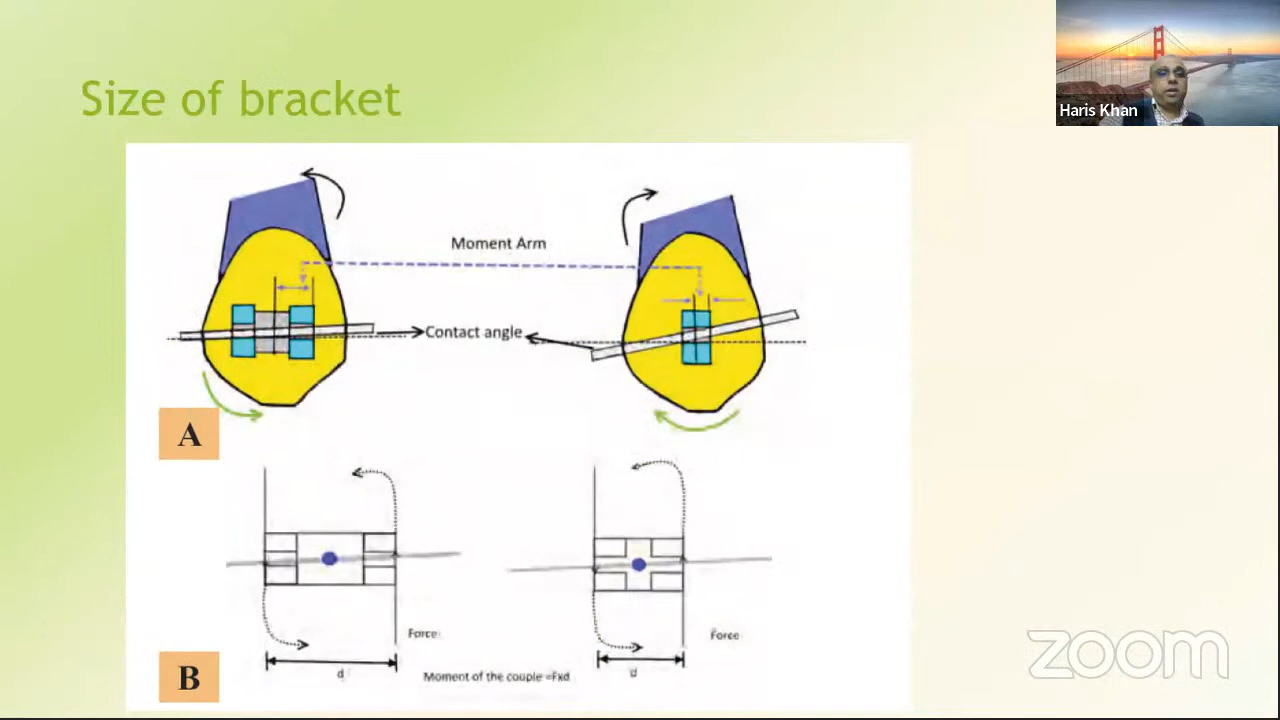 Size of bracket
Haris Khan
Moment Arm
Contact angle
A
Force
Force
d
d
Moment of the couple =Fxd
B
zoom